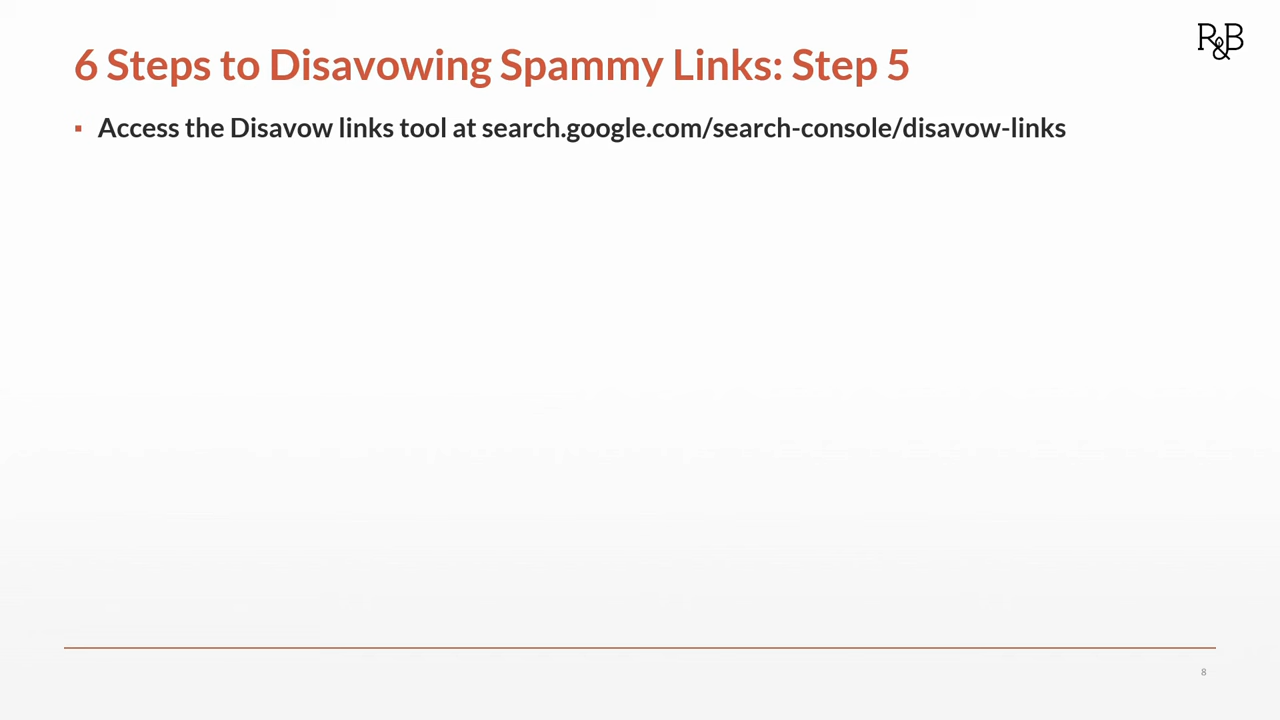 R&B
6 Steps to Disavowing Spammy Links: Step 5
▪ Access the Disavow links tool at search.google.com/search-console/disavow-links
8